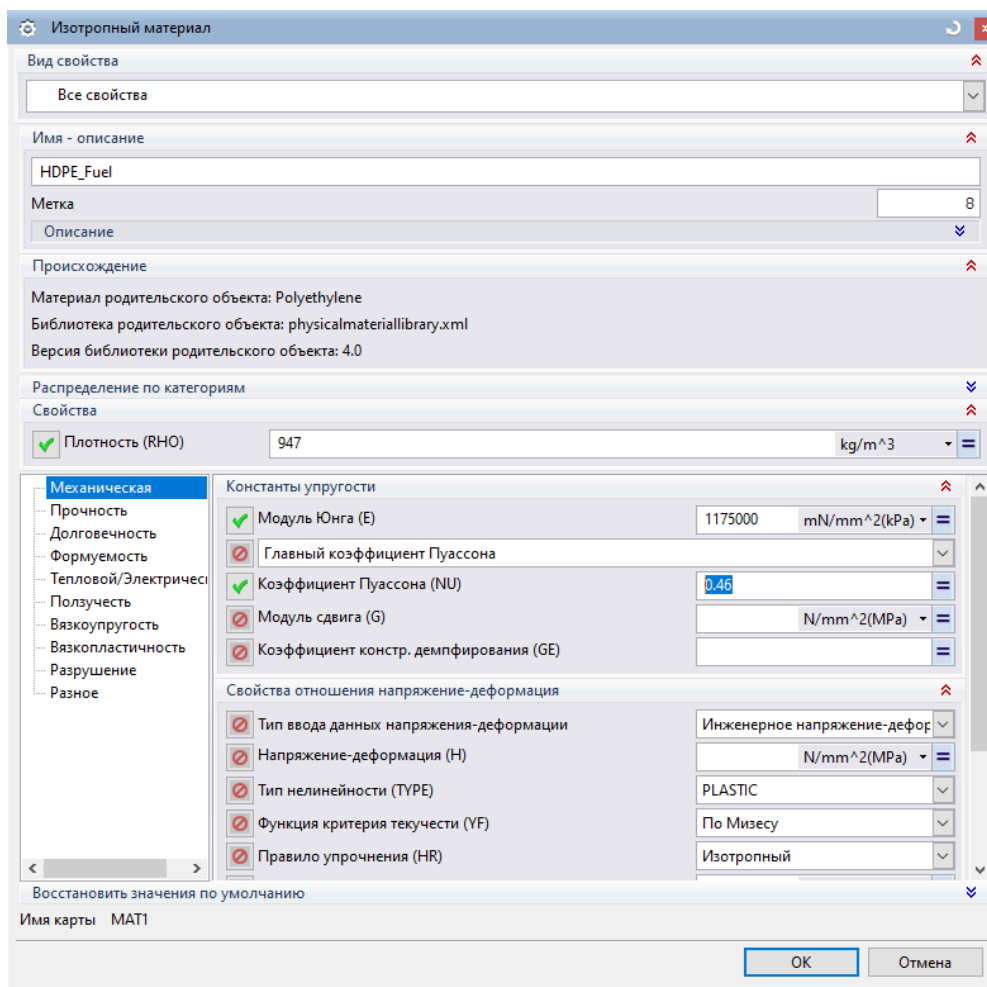 Изотропный материал
Вид свойства
Все свойства
Имя - описание
HDPE_Fuel
Метка 8
Описание
Происхождение
Материал родительского объекта: Polyethylene
Библиотека родительского объекта: physicalmateriallibrary.xml
Версия библиотеки родительского объекта: 4.0
Распределение по категориям
Свойства
Плотность (RHO) 947 kg/m^3
Механическая
Прочность
Долговечность
Формуемость
Тепловой/Электричесі
Ползучесть
Вязкоупругость
Вязкопластичность
Разрушение
Разное
Константы упругости
Модуль Юнга (E) 1175000 mN/mm^2(kPa)
Главный коэффициент Пуассона
Коэффициент Пуассона (NU) 0.46
Модуль сдвига (G) N/mm^2(MPa)
Коэффициент констр. демпфирования (GE)
Свойства отношения напряжение-деформация
Тип ввода данных напряжения-деформации Инженерное напряжение-дефор
Напряжение-деформация (H) N/mm^2(MPa)
Тип нелинейности (TYPE) PLASTIC
Функция критерия текучести (YF) По Мизесу
Правило упрочнения (HR) Изотропный
Восстановить значения по умолчанию
Имя карты MAT1
OK Отмена